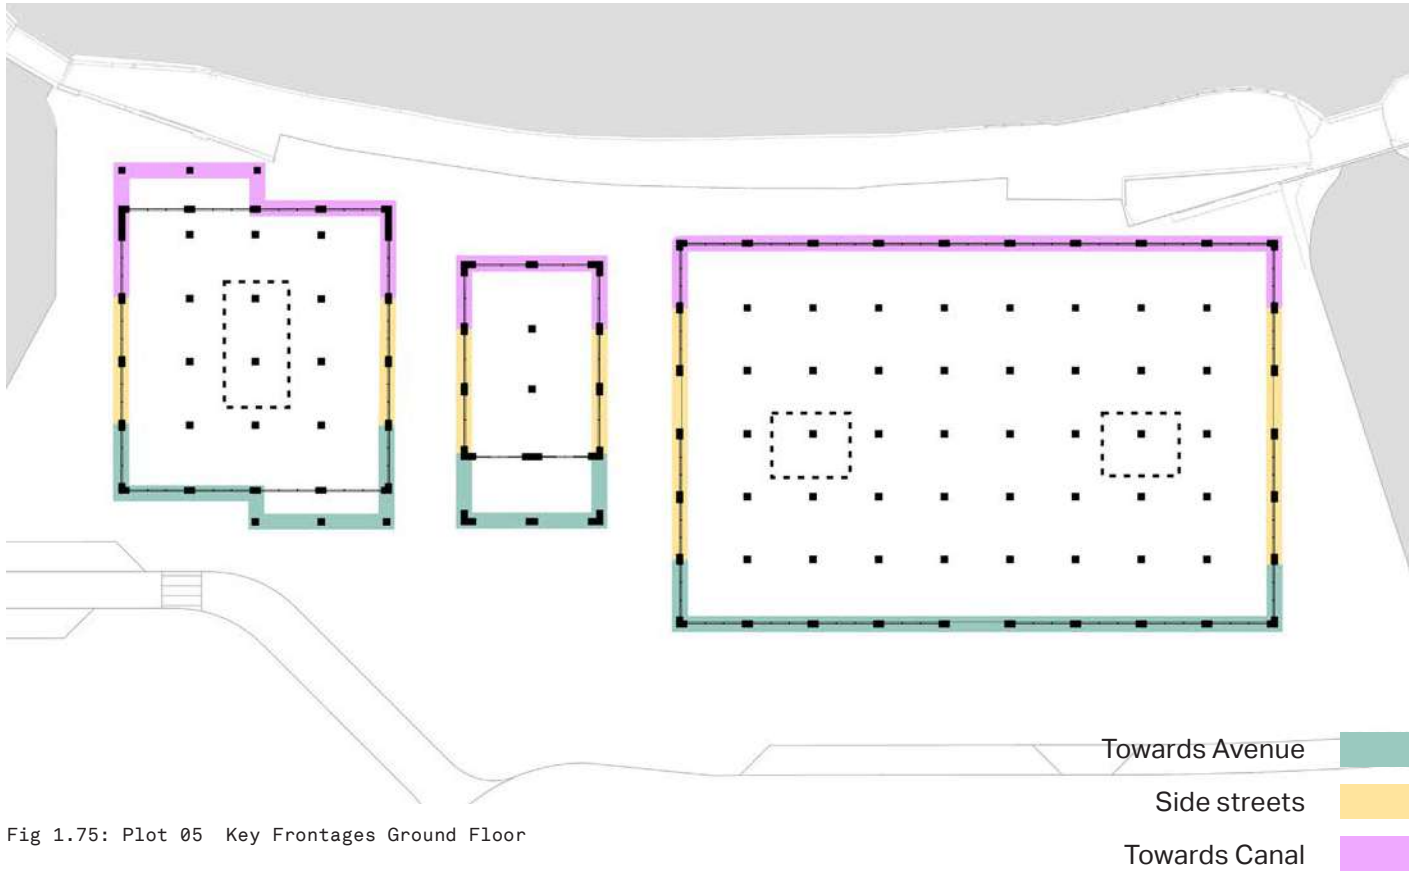 Towards Avenue
Side streets
Fig 1.75: Plot 05  Key Frontages Ground Floor
Towards Canal